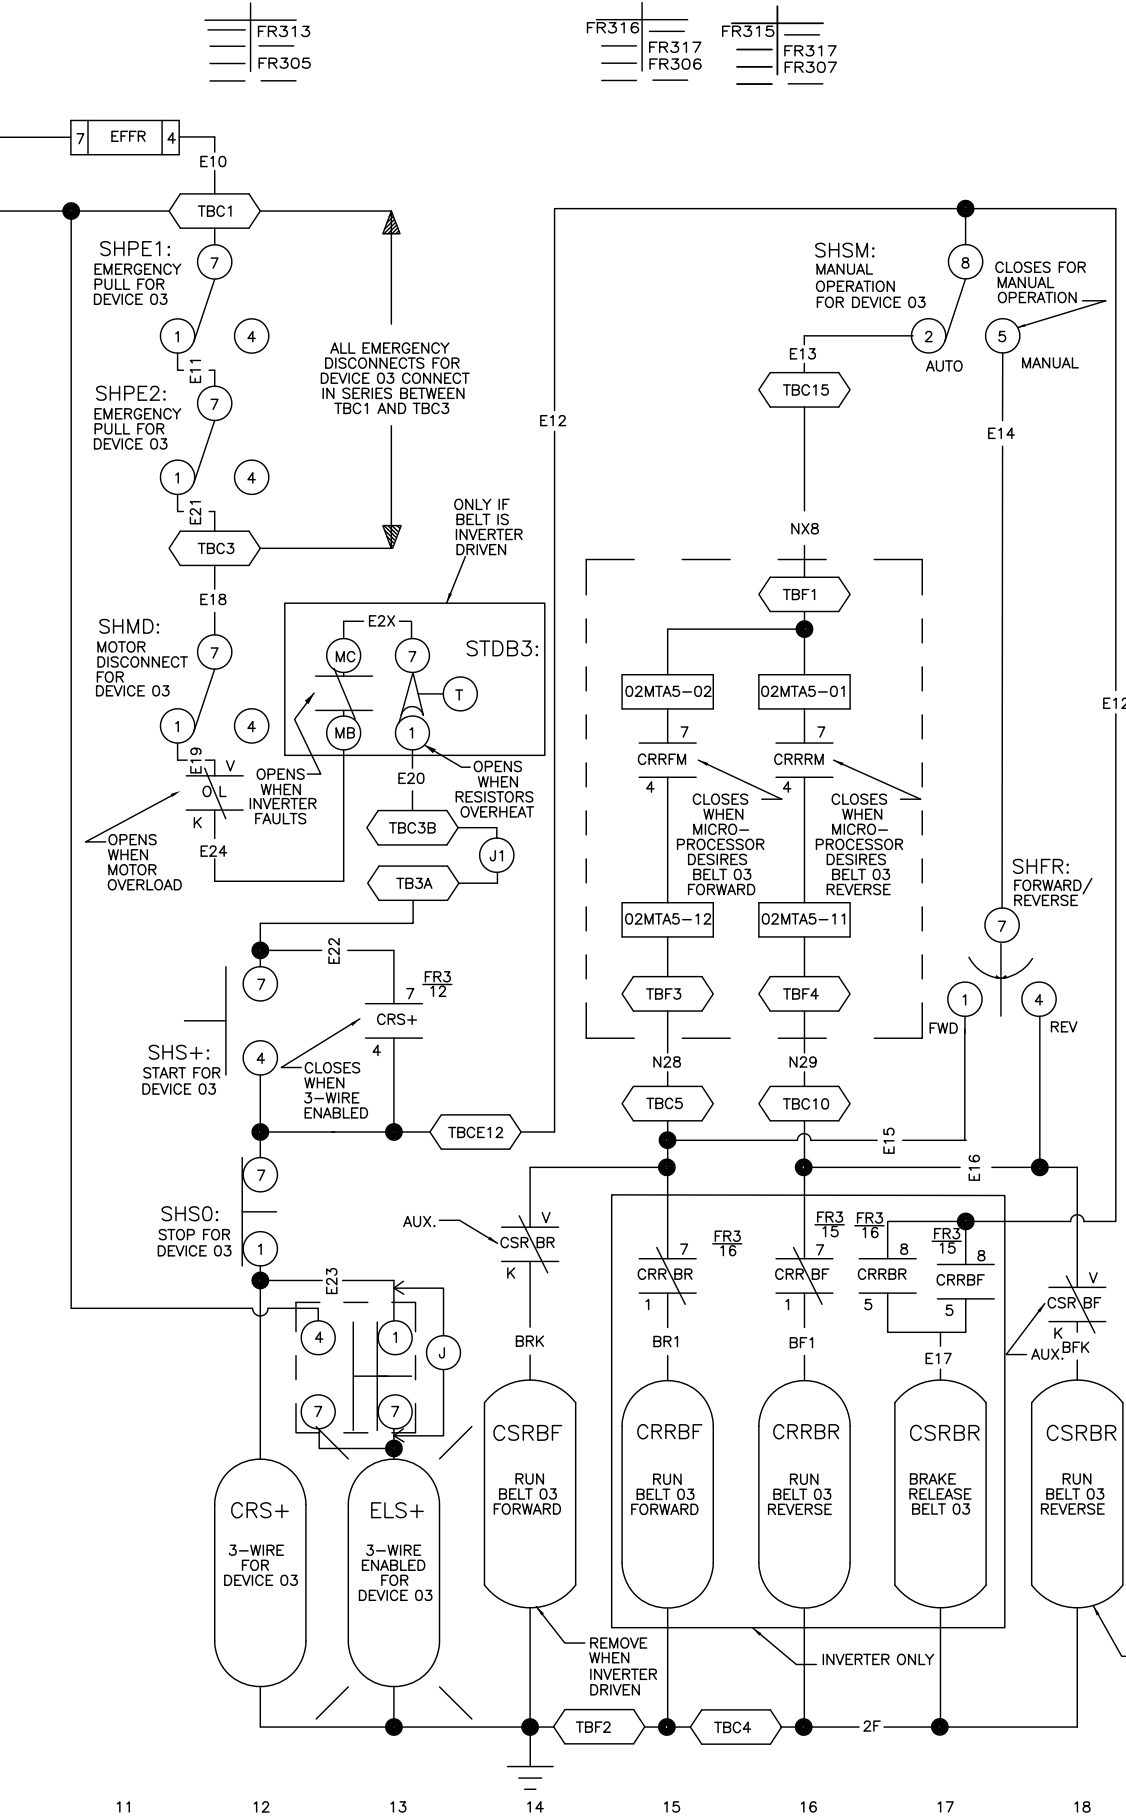 FR313
FR305
FR316
FR317
FR306
FR315
FR317
FR307
7 EFFR 4
E10
TBC1
SHPE1:
EMERGENCY
PULL FOR
DEVICE 03
7
1
4
E11
SHPE2:
EMERGENCY
PULL FOR
DEVICE 03
7
1
4
E21
TBC3
ALL EMERGENCY
DISCONNECTS FOR
DEVICE 03 CONNECT
IN SERIES BETWEEN
TBC1 AND TBC3
E18
SHMD:
MOTOR
DISCONNECT
FOR
DEVICE 03
7
1
4
E19
V
OL
K
E24
OPENS
WHEN
MOTOR
OVERLOAD
ONLY IF
BELT IS
INVERTER
DRIVEN
E2X
STDB3:
MC
7
T
MB
1
OPENS
WHEN
INVERTER
FAULTS
E20
OPENS
WHEN
RESISTORS
OVERHEAT
TBC3B
J1
TB3A
E22
7
7
FR3
12
CRS+
4
SHS+:
START FOR
DEVICE 03
4
CLOSES
WHEN
3-WIRE
ENABLED
TBCE12
E12
7
SHS0:
STOP FOR
DEVICE 03
1
E23
4
1
J
7
7
CRS+
3-WIRE
FOR
DEVICE 03
ELS+
3-WIRE
ENABLED
FOR
DEVICE 03
SHSM:
MANUAL
OPERATION
FOR DEVICE 03
8
CLOSES FOR
MANUAL
OPERATION
2
5
AUTO
MANUAL
E13
TBC15
E14
NX8
TBF1
02MTA5-02
02MTA5-01
7
CRRFM
4
7
CRRRM
4
CLOSES
WHEN
MICRO-
PROCESSOR
DESIRES
BELT 03
FORWARD
CLOSES
WHEN
MICRO-
PROCESSOR
DESIRES
BELT 03
REVERSE
02MTA5-12
02MTA5-11
TBF3
TBF4
N28
N29
TBC5
TBC10
E12
SHFR:
FORWARD/
REVERSE
7
1
4
FWD
REV
E15
E16
AUX.
V
CSRBR
K
BRK
CSRBF
RUN
BELT 03
FORWARD
7
FR3
16
CRRBR
1
BR1
CRRBF
RUN
BELT 03
FORWARD
FR3
15
7
CRRBF
1
BF1
CRRBR
RUN
BELT 03
REVERSE
FR3
16
8
CRRBR
5
FR3
15
8
CRRBF
5
E17
CSRBR
BRAKE
RELEASE
BELT 03
V
CSRBF
K
AUX.
BFK
CSRBR
RUN
BELT 03
REVERSE
REMOVE
WHEN
INVERTER
DRIVEN
INVERTER ONLY
TBF2
TBC4
2F
11 12 13 14 15 16 17 18